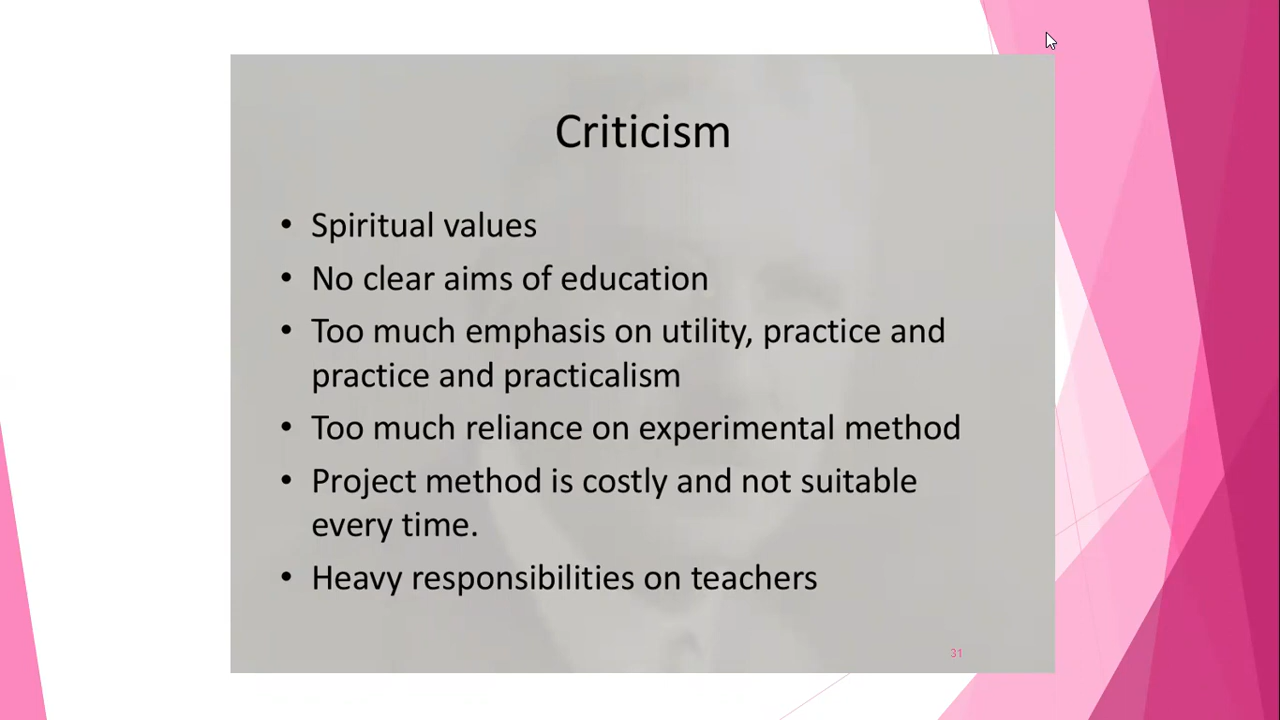 Criticism
• Spiritual values
• No clear aims of education
• Too much emphasis on utility, practice and
practice and practicalism
• Too much reliance on experimental method
• Project method is costly and not suitable
every time.
• Heavy responsibilities on teachers
31